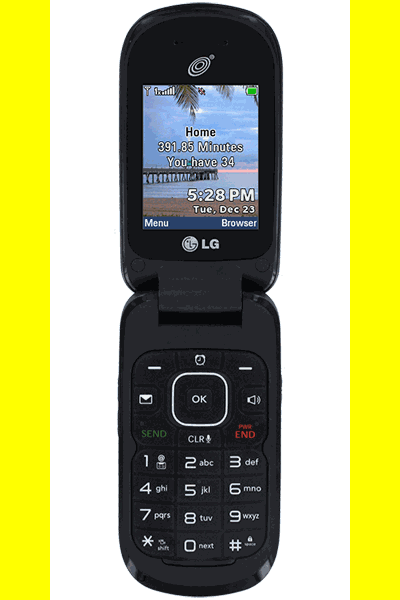 Home
391.85 Minutes
You have 34
5:28 PM
Tue, Dec 23
Menu Browser
LG
OK
SEND CLR PWR END
1 2 abc 3 def
4 ghi 5 jkl 6 mno
7 pqrs 8 tuv 9 wxyz
* shift 0 next # space